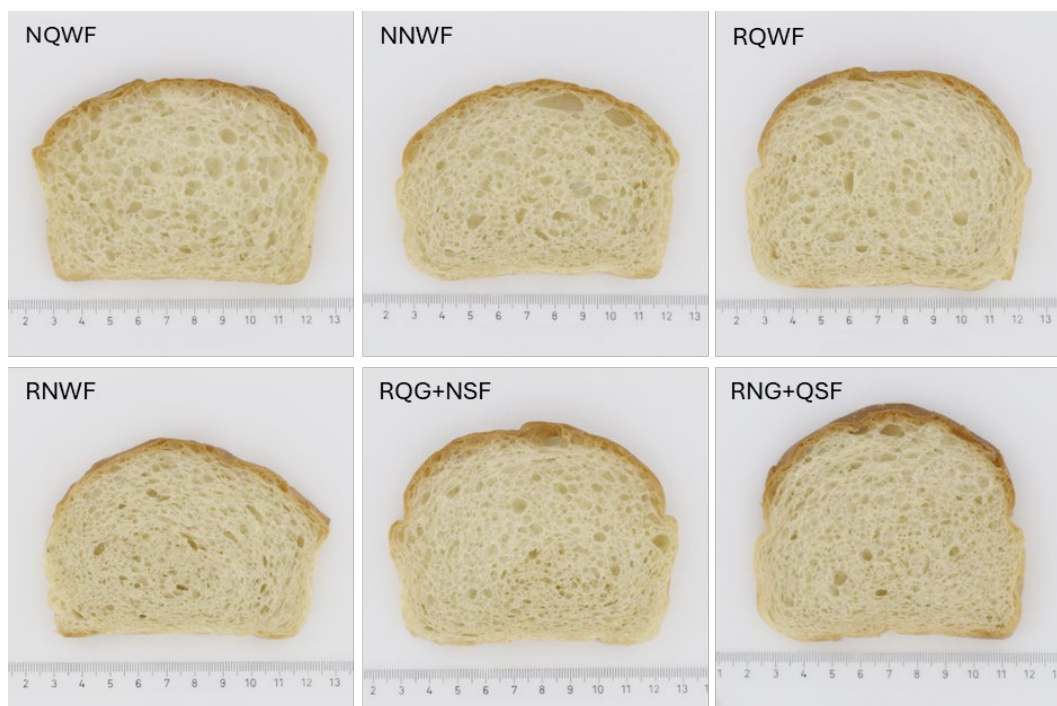 NQWF
NNWF
RQWF
2 3 4 5 6 7 8 9 10 11 12 13
2 3 4 5 6 7 8 9 10 11 12 13
2 3 4 5 6 7 8 9 10 11 12 13
RNWF
RQG+NSF
RNG+QSF
2 3 4 5 6 7 8 9 10 11 12 13
2 3 4 5 6 7 8 9 10 11 12 13
1 2 3 4 5 6 7 8 9 10 11 12